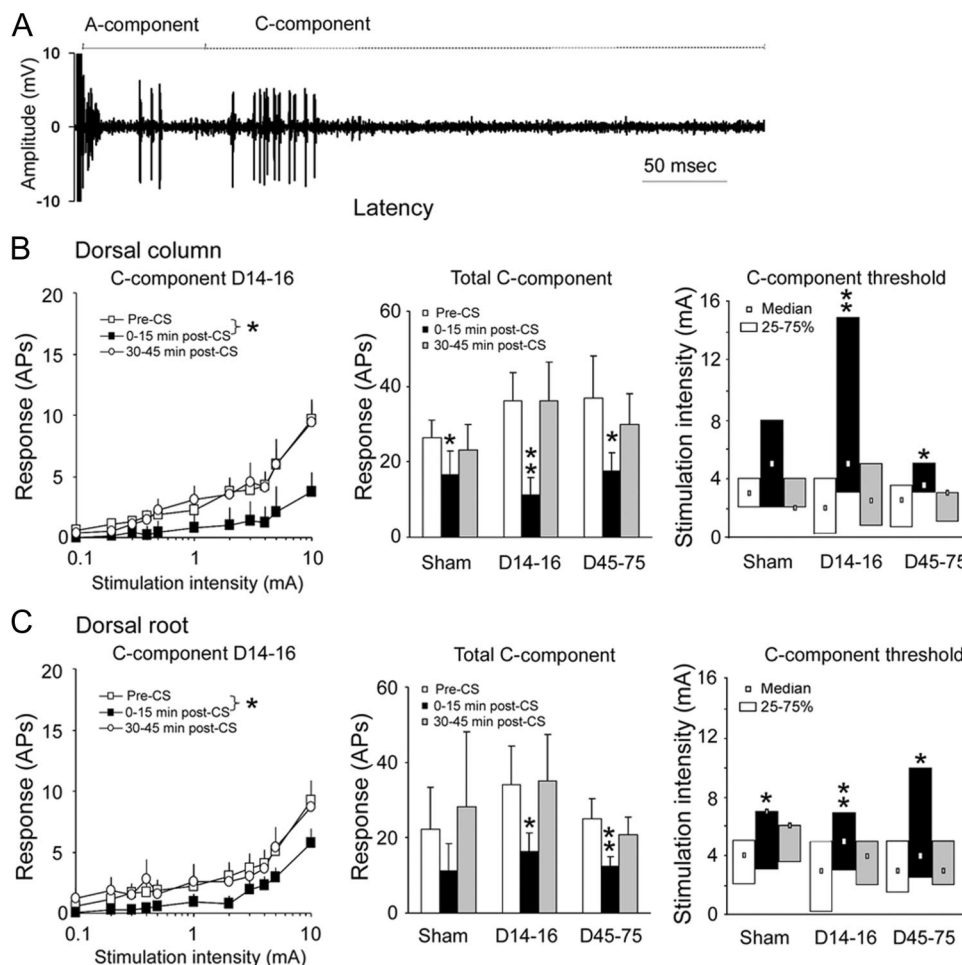 A
A-component
C-component
Amplitude (mV)
10
0
-10
50 msec
Latency
B
Dorsal column
C-component D14-16
Response (APs)
20
15
10
5
0
Pre-CS
0-15 min post-CS
30-45 min post-CS
*
0.1
1
10
Stimulation intensity (mA)
Total C-component
Response (APs)
60
40
20
0
Pre-CS
0-15 min post-CS
30-45 min post-CS
*
**
*
Sham
D14-16
D45-75
C-component threshold
Stimulation intensity (mA)
16
12
8
4
0
Median
25-75%
**
*
Sham
D14-16
D45-75
C
Dorsal root
C-component D14-16
Response (APs)
20
15
10
5
0
Pre-CS
0-15 min post-CS
30-45 min post-CS
*
0.1
1
10
Stimulation intensity (mA)
Total C-component
Response (APs)
60
40
20
0
Pre-CS
0-15 min post-CS
30-45 min post-CS
*
**
Sham
D14-16
D45-75
C-component threshold
Stimulation intensity (mA)
16
12
8
4
0
Median
25-75%
*
**
*
Sham
D14-16
D45-75